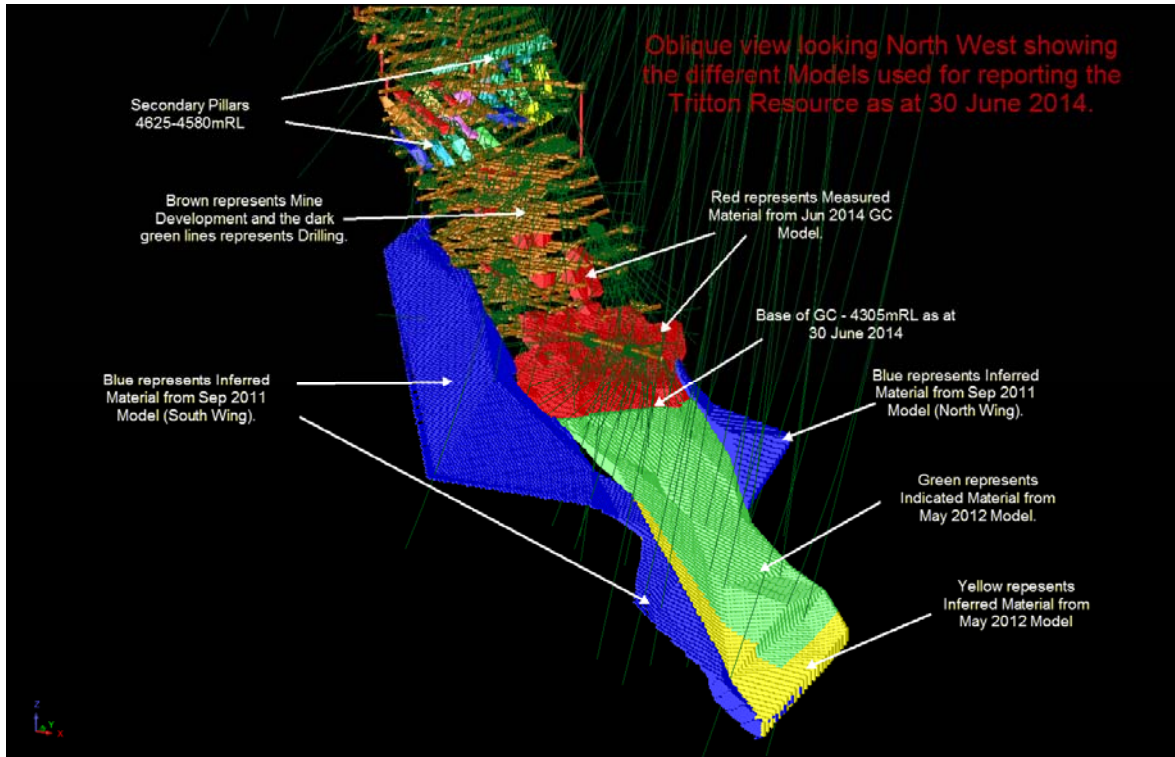 Oblique view looking North West showing
the different Models used for reporting the
Tritton Resource as at 30 June 2014.
Secondary Pillars
4625-4580mRL
Brown represents Mine
Development and the dark
green lines represents Drilling.
Red represents Measured
Material from Jun 2014 GC
Model.
Base of GC - 4305mRL as at
30 June 2014
Blue represents Inferred
Material from Sep 2011
Model (South Wing).
Blue represents Inferred
Material from Sep 2011
Model (North Wing).
Green represents
Indicated Material from
May 2012 Model.
Yellow repesents
Inferred Material from
May 2012 Model
Z
Y
X